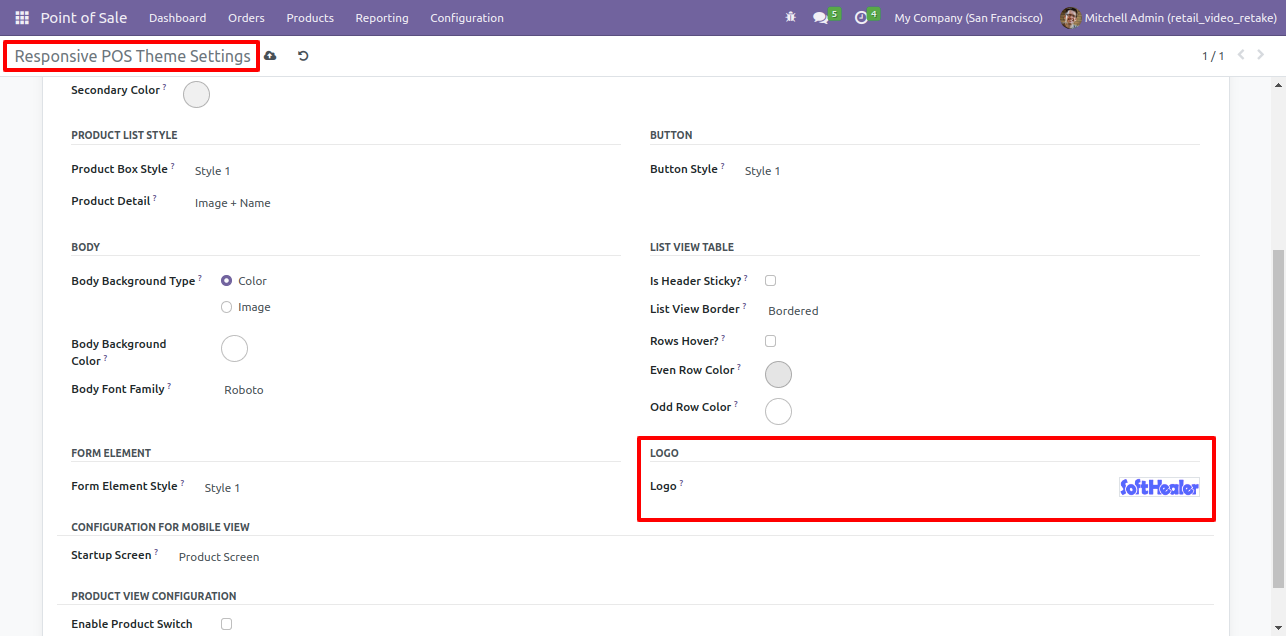 Point of Sale Dashboard Orders Products Reporting Configuration 5 4 My Company (San Francisco) Mitchell Admin (retail_video_retake)
Responsive POS Theme Settings 1 / 1
Secondary Color ?
PRODUCT LIST STYLE
Product Box Style ? Style 1
Product Detail ? Image + Name
BUTTON
Button Style ? Style 1
BODY
Body Background Type ? Color
Image
Body Background
Color ?
Body Font Family ? Roboto
LIST VIEW TABLE
Is Header Sticky? ?
List View Border ? Bordered
Rows Hover? ?
Even Row Color ?
Odd Row Color ?
FORM ELEMENT
Form Element Style ? Style 1
LOGO
Logo ? SoftHealer
CONFIGURATION FOR MOBILE VIEW
Startup Screen ? Product Screen
PRODUCT VIEW CONFIGURATION
Enable Product Switch